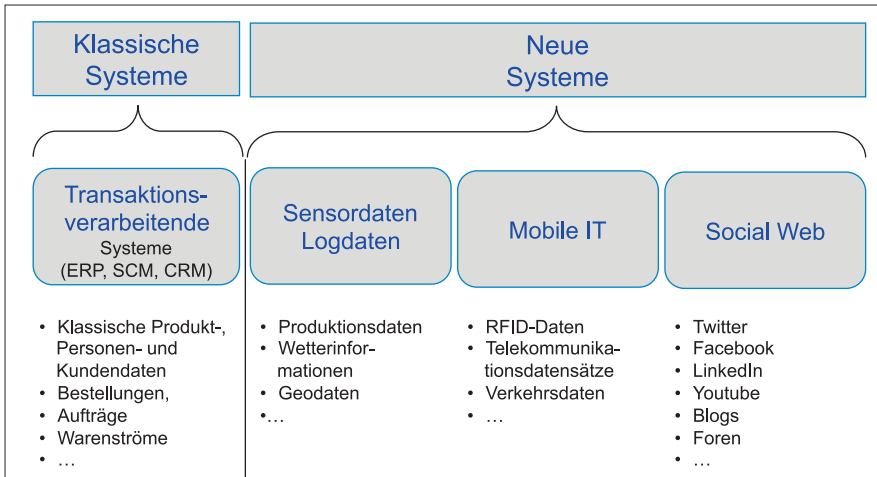 Klassische
Systeme
Neue
Systeme
Transaktions-
verarbeitende
Systeme
(ERP, SCM, CRM)
Sensordaten
Logdaten
Mobile IT
Social Web
• Klassische Produkt-,
Personen- und
Kundendaten
• Bestellungen,
• Aufträge
• Warenströme
• …
• Produktionsdaten
• Wetterinfor-
mationen
• Geodaten
•…
• RFID-Daten
• Telekommunika-
tionsdatensätze
• Verkehrsdaten
• …
• Twitter
• Facebook
• LinkedIn
• Youtube
• Blogs
• Foren
• …